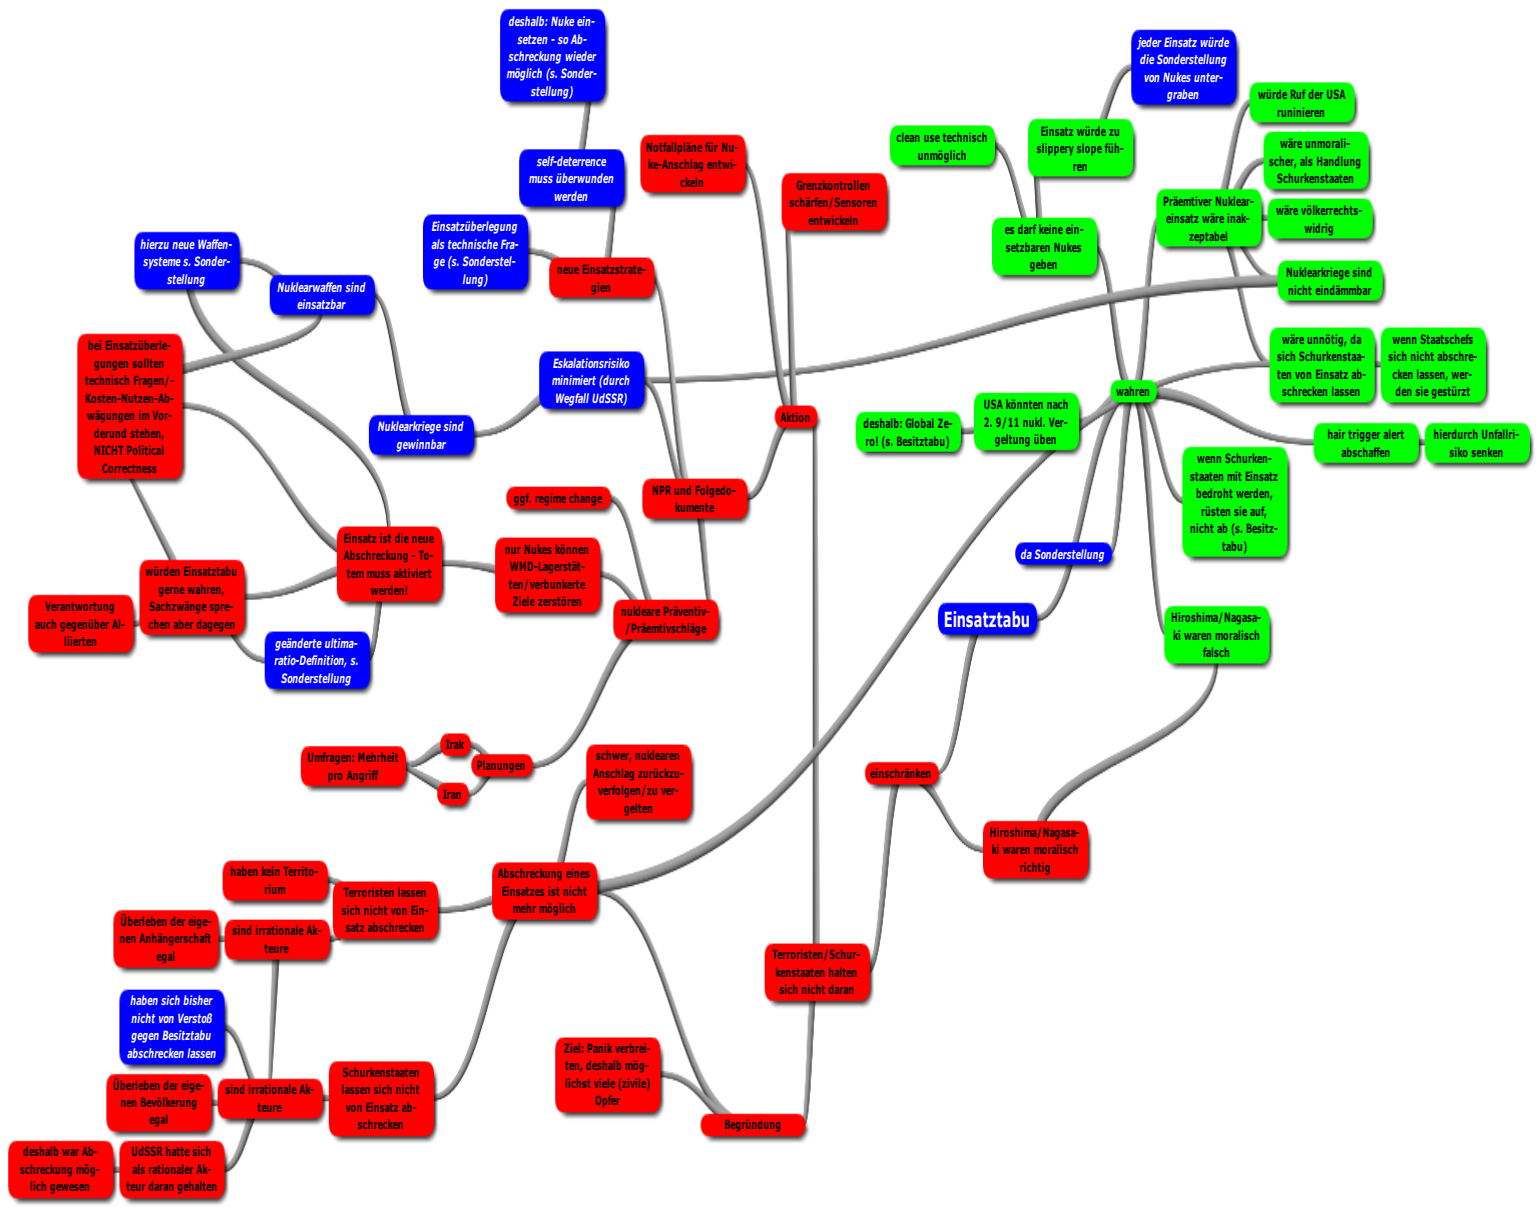 deshalb: Nuke ein-
setzen - so Ab-
schreckung wieder
möglich (s. Sonder-
stellung)
self-deterrence
muss überwunden
werden
Einsatzüberlegung
als technische Fra-
ge (s. Sonderstel-
lung)
neue Einsatzstrate-
gien
Notfallpläne für Nu-
ke-Anschlag entwi-
ckeln
Grenzkontrollen
schärfen/Sensoren
entwickeln
hierzu neue Waffen-
systeme s. Sonder-
stellung
Nuklearwaffen sind
einsatzbar
bei Einsatzüberle-
gungen sollten
technisch Fragen/-
Kosten-Nutzen-Ab-
wägungen im Vor-
derund stehen,
NICHT Political
Correctness
Eskalationsrisiko
minimiert (durch
Wegfall UdSSR)
Nuklearkriege sind
gewinnbar
Aktion
NPR und Folgedo-
kumente
ggf. regime change
nur Nukes können
WMD-Lagerstät-
ten/verbunkerte
Ziele zerstören
nukleare Präventiv-
/Präemtivschläge
Einsatz ist die neue
Abschreckung - To-
tem muss aktiviert
werden!
würden Einsatztabu
gerne wahren,
Sachzwänge spre-
chen aber dagegen
Verantwortung
auch gegenüber Al-
liierten
geänderte ultima-
ratio-Definition, s.
Sonderstellung
Umfragen: Mehrheit
pro Angriff
Irak
Iran
Planungen
schwer, nuklearen
Anschlag zurückzu-
verfolgen/zu ver-
gelten
Abschreckung eines
Einsatzes ist nicht
mehr möglich
haben kein Territo-
rium
Terroristen lassen
sich nicht von Ein-
satz abschrecken
Überleben der eige-
nen Anhängerschaft
egal
sind irrationale Ak-
teure
haben sich bisher
nicht von Verstoß
gegen Besitztabu
abschrecken lassen
Überleben der eige-
nen Bevölkerung
egal
sind irrationale Ak-
teure
Schurkenstaaten
lassen sich nicht
von Einsatz ab-
schrecken
deshalb war Ab-
schreckung mög-
lich gewesen
UdSSR hatte sich
als rationaler Ak-
teur daran gehalten
Ziel: Panik verbrei-
ten, deshalb mög-
lichst viele (zivile)
Opfer
Begründung
Terroristen/Schur-
kenstaaten halten
sich nicht daran
einschränken
Hiroshima/Nagasa-
ki waren moralisch
richtig
Einsatztabu
da Sonderstellung
jeder Einsatz würde
die Sonderstellung
von Nukes unter-
graben
clean use technisch
unmöglich
Einsatz würde zu
slippery slope füh-
ren
es darf keine ein-
setzbaren Nukes
geben
würde Ruf der USA
runinieren
wäre unmorali-
scher, als Handlung
Schurkenstaaten
Präemtiver Nuklear-
einsatz wäre inak-
zeptabel
wäre völkerrechts-
widrig
Nuklearkriege sind
nicht eindämmbar
wäre unnötig, da
sich Schurkenstaa-
ten von Einsatz ab-
schrecken lassen
wenn Staatschefs
sich nicht abschre-
cken lassen, wer-
den sie gestürzt
wahren
deshalb: Global Ze-
ro! (s. Besitztabu)
USA könnten nach
2. 9/11 nukl. Ver-
geltung üben
hair trigger alert
abschaffen
hierdurch Unfallri-
siko senken
wenn Schurken-
staaten mit Einsatz
bedroht werden,
rüsten sie auf,
nicht ab (s. Besitz-
tabu)
Hiroshima/Nagasa-
ki waren moralisch
falsch